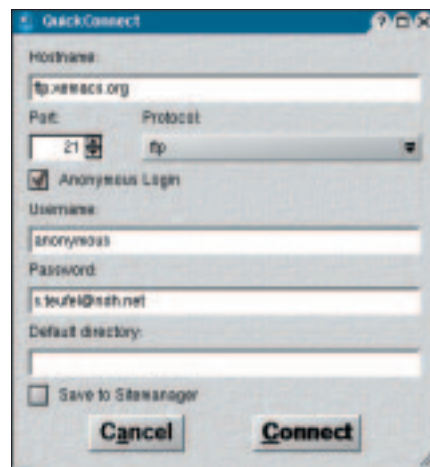 QuickConnect
Hostname:
ftp.xemacs.org
Port: Protocol:
21 ftp
Anonymous Login
Username:
anonymous
Password:
s.teufel@ndh.net
Default directory:
Save to Sitemanager
Cancel Connect